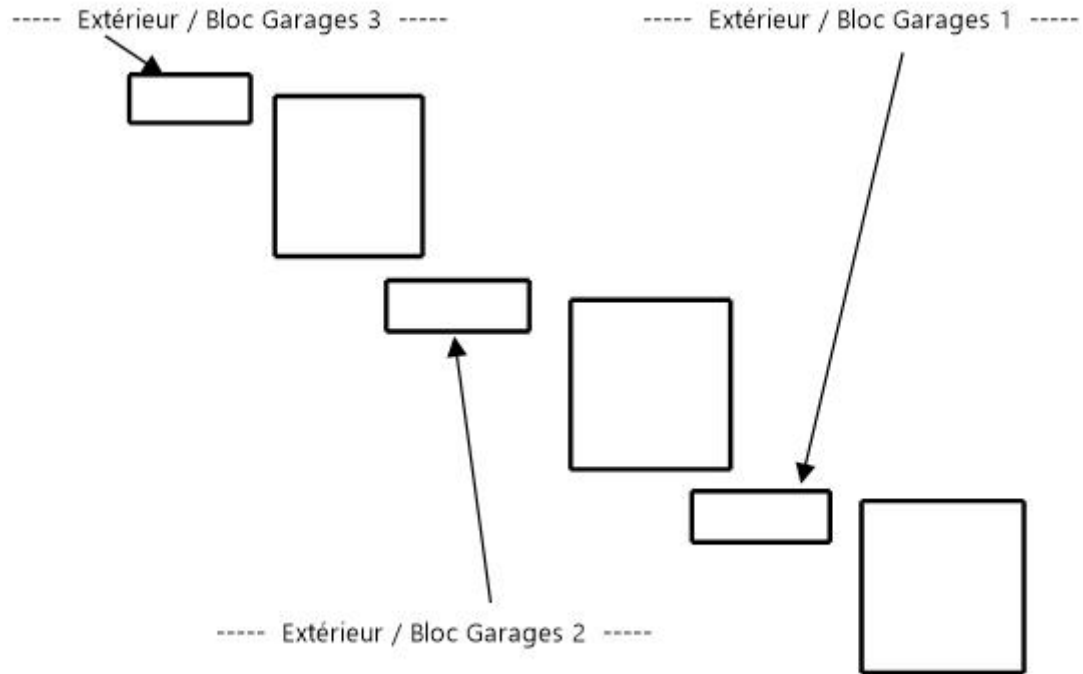 ----- Extérieur / Bloc Garages 3 -----
----- Extérieur / Bloc Garages 1 -----
----- Extérieur / Bloc Garages 2 -----